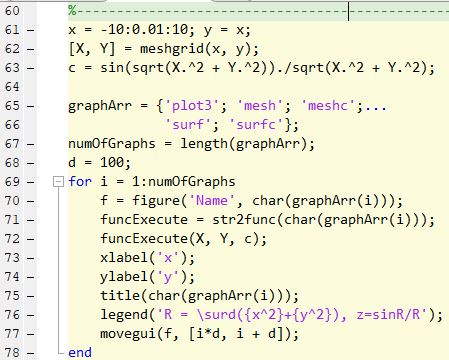 60 %--------------------------------------------------
61 - x = -10:0.01:10; y = x;
62 - [X, Y] = meshgrid(x, y);
63 - c = sin(sqrt(X.^2 + Y.^2))./sqrt(X.^2 + Y.^2);
64
65 - graphArr = {'plot3'; 'mesh'; 'meshc';...
66 'surf'; 'surfc'};
67 - numOfGraphs = length(graphArr);
68 - d = 100;
69 - for i = 1:numOfGraphs
70 - f = figure('Name', char(graphArr(i)));
71 - funcExecute = str2func(char(graphArr(i)));
72 - funcExecute(X, Y, c);
73 - xlabel('x');
74 - ylabel('y');
75 - title(char(graphArr(i)));
76 - legend('R = \surd({x^2}+{y^2}), z=sinR/R');
77 - movegui(f, [i*d, i + d]);
78 - end